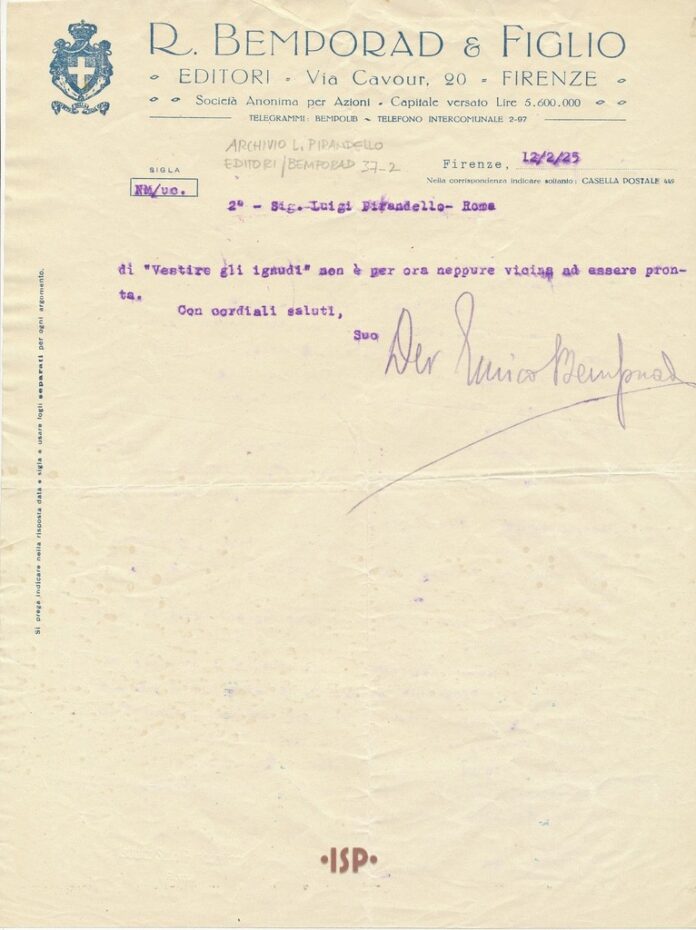 R. BEMPORAD & FIGLIO
EDITORI - Via Cavour, 20 - FIRENZE
Società Anonima per Azioni - Capitale versato Lire 5.600.000
TELEGRAMMI: BEMPOLIB ~ TELEFONO INTERCOMUNALE 2-97
ARCHIVIO L. PIRANDELLO
EDITORI/BEMPORAD 37-2
Firenze, 12/2/25
Nella corrispondenza indicare soltanto: CASELLA POSTALE 449
SIGLA
NM/uc.
2° - Sig. Luigi Pirandello- Roma
di "Vestire gli ignudi" non è per ora neppure vicina ad essere pron-
ta.
Con cordiali saluti,
Suo
Dev Enrico Bemporad
Si prega indicare nella risposta data e sigla e usare fogli separati per ogni argomento.
•ISP•